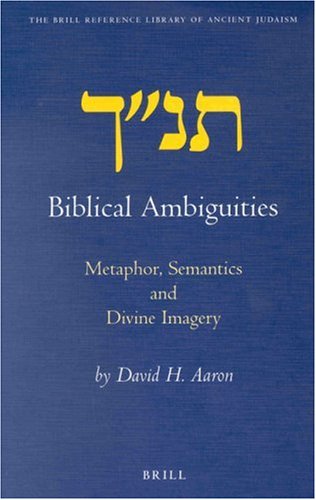 THE BRILL REFERENCE LIBRARY OF ANCIENT JUDAISM
תנ"ך
Biblical Ambiguities
Metaphor, Semantics
and
Divine Imagery
by David H. Aaron
BRILL